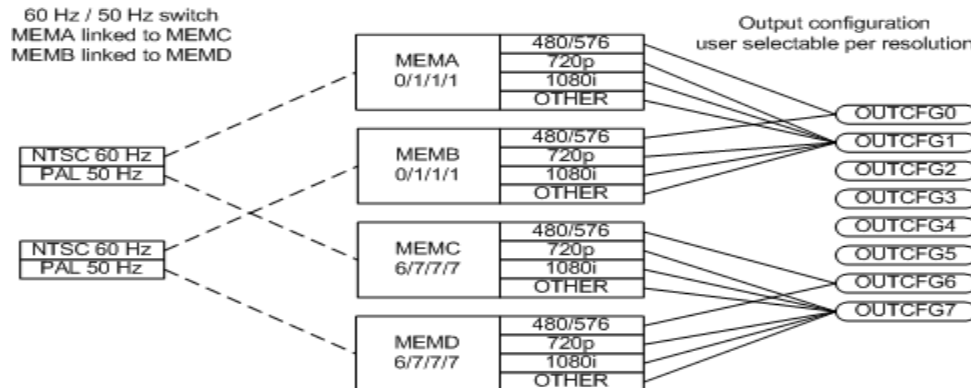 60 Hz / 50 Hz switch
MEMA linked to MEMC
MEMB linked to MEMD
Output configuration
user selectable per resolution
NTSC 60 Hz
PAL 50 Hz
NTSC 60 Hz
PAL 50 Hz
MEMA
0/1/1/1
480/576
720p
1080i
OTHER
MEMB
0/1/1/1
480/576
720p
1080i
OTHER
MEMC
6/7/7/7
480/576
720p
1080i
OTHER
MEMD
6/7/7/7
480/576
720p
1080i
OTHER
OUTCFG0
OUTCFG1
OUTCFG2
OUTCFG3
OUTCFG4
OUTCFG5
OUTCFG6
OUTCFG7